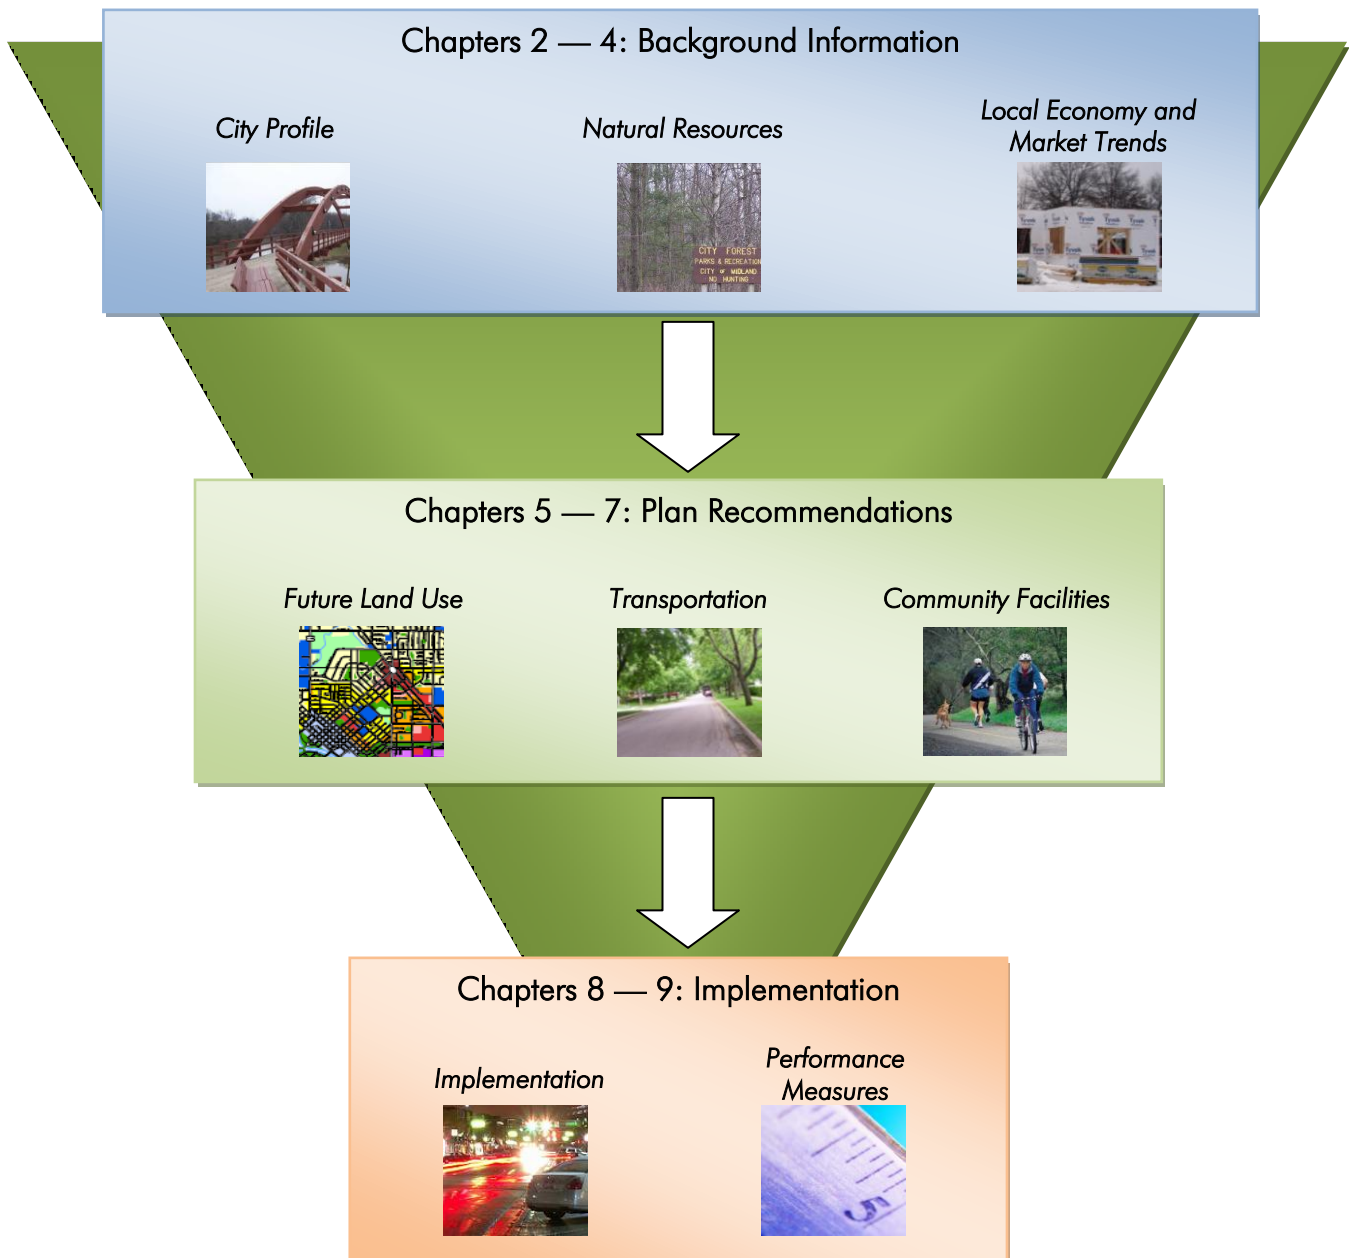 Chapters 2 — 4: Background Information
City Profile
Natural Resources
Local Economy and
Market Trends
CITY FOREST
PARKS & RECREATION
CITY OF MIDLAND
NO HUNTING
Chapters 5 — 7: Plan Recommendations
Future Land Use
Transportation
Community Facilities
Chapters 8 — 9: Implementation
Implementation
Performance
Measures
5